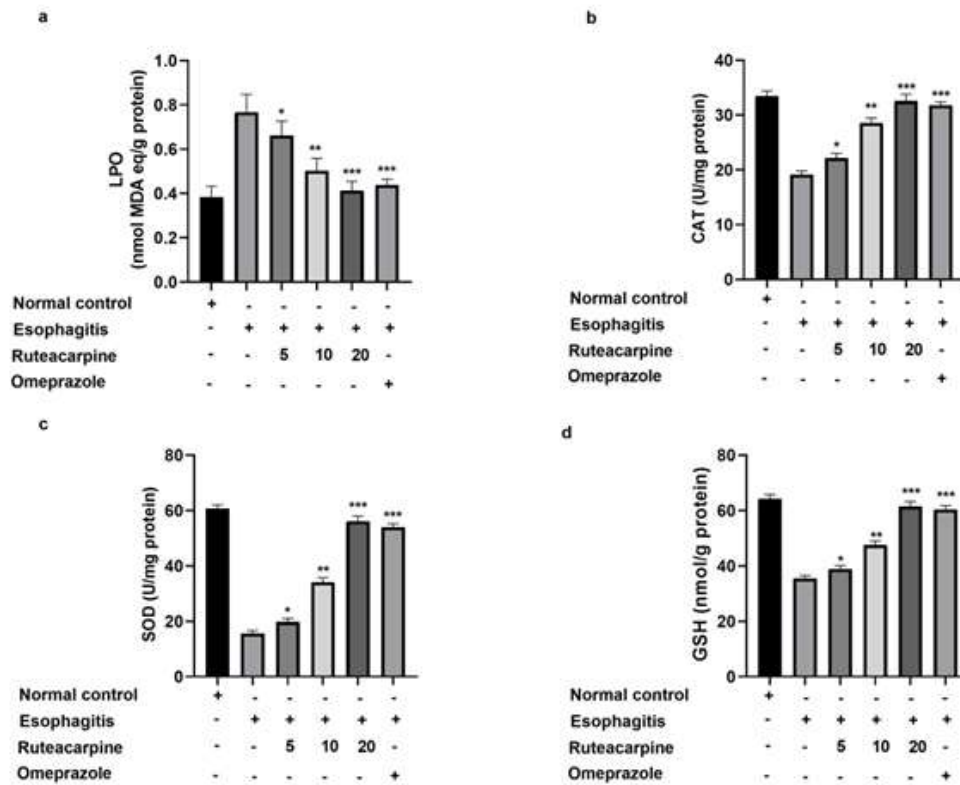 a
LPO
(nmol MDA eq/g protein)
1.0
0.8
0.6
0.4
0.2
0.0
*
**
***
***
Normal control + - - - - -
Esophagitis - + + + + +
Ruteacarpine - - 5 10 20 -
Omeprazole - - - - - +
b
CAT (U/mg protein)
40
30
20
10
0
*
**
***
***
Normal control + - - - - -
Esophagitis - + + + + +
Ruteacarpine - - 5 10 20 -
Omeprazole - - - - - +
c
SOD (U/mg protein)
80
60
40
20
0
*
**
***
***
Normal control + - - - - -
Esophagitis - + + + + +
Ruteacarpine - - 5 10 20 -
Omeprazole - - - - - +
d
GSH (nmol/g protein)
80
60
40
20
0
*
**
***
***
Normal control + - - - - -
Esophagitis - + + + + +
Ruteacarpine - - 5 10 20 -
Omeprazole - - - - - +